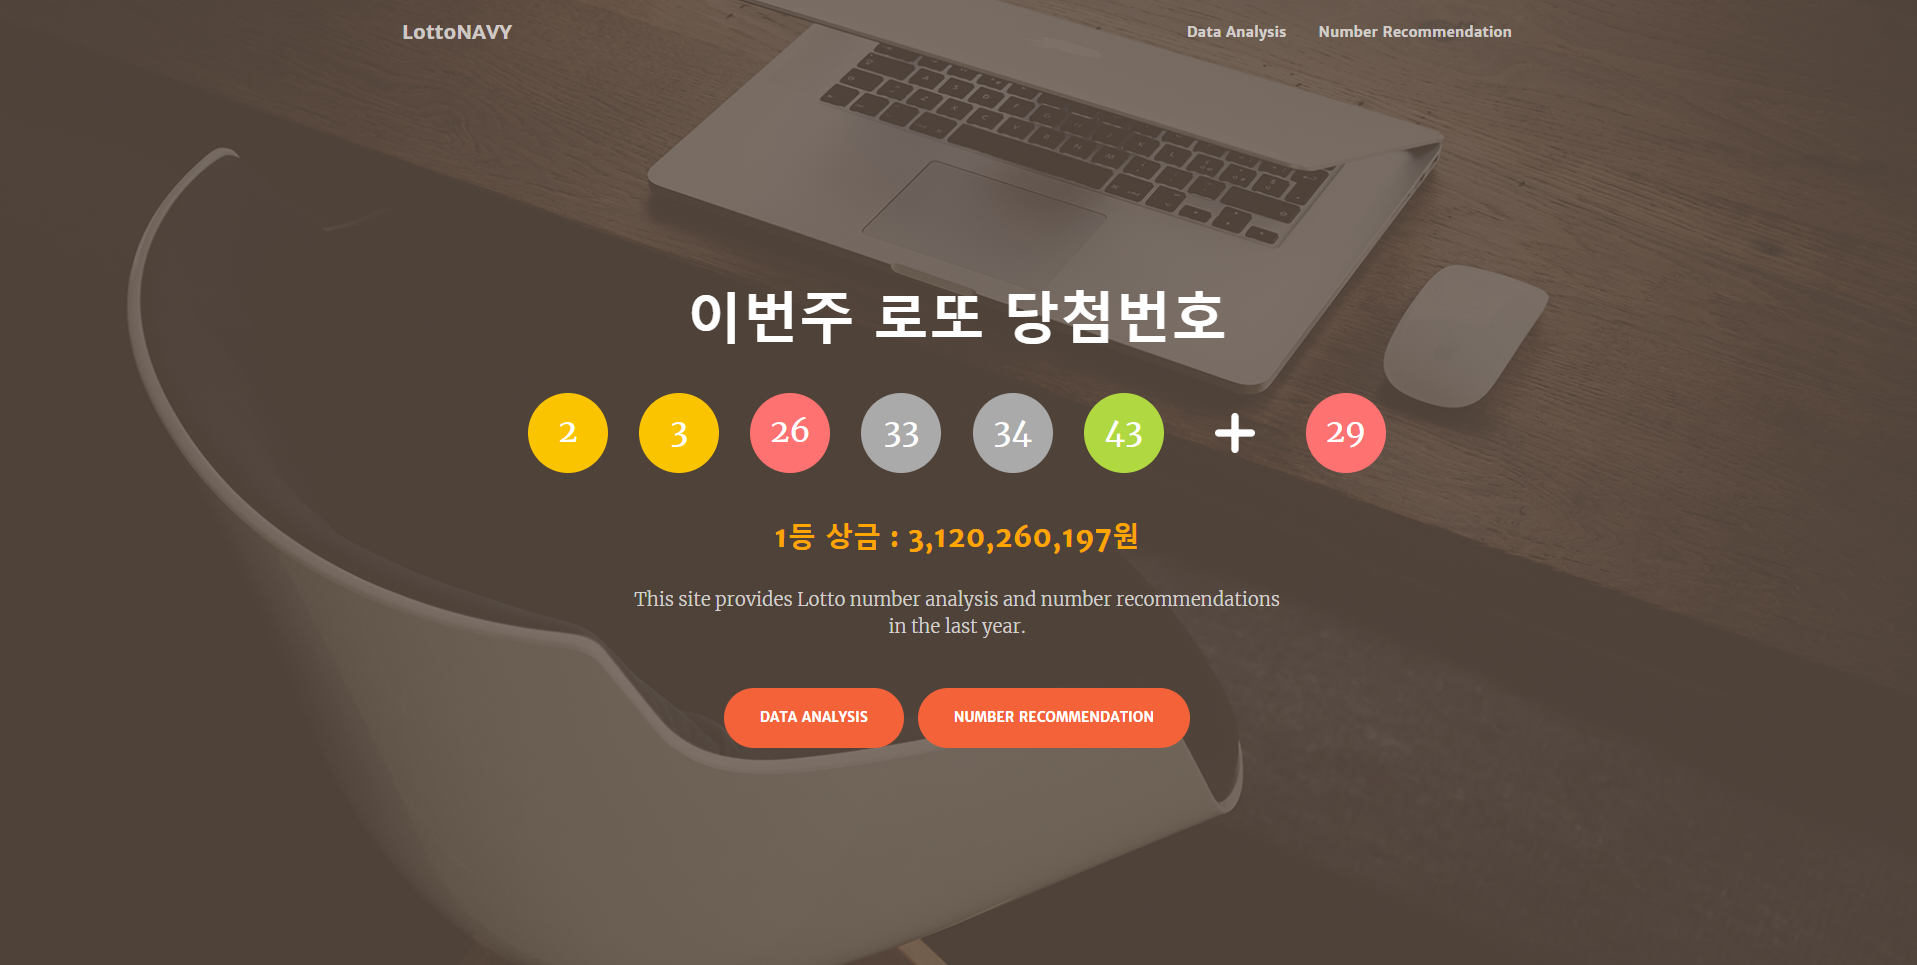 LottoNAVY
Data Analysis Number Recommendation
이번주 로또 당첨번호
2 3 26 33 34 43 + 29
1등 상금 : 3,120,260,197원
This site provides Lotto number analysis and number recommendations
in the last year.
DATA ANALYSIS NUMBER RECOMMENDATION